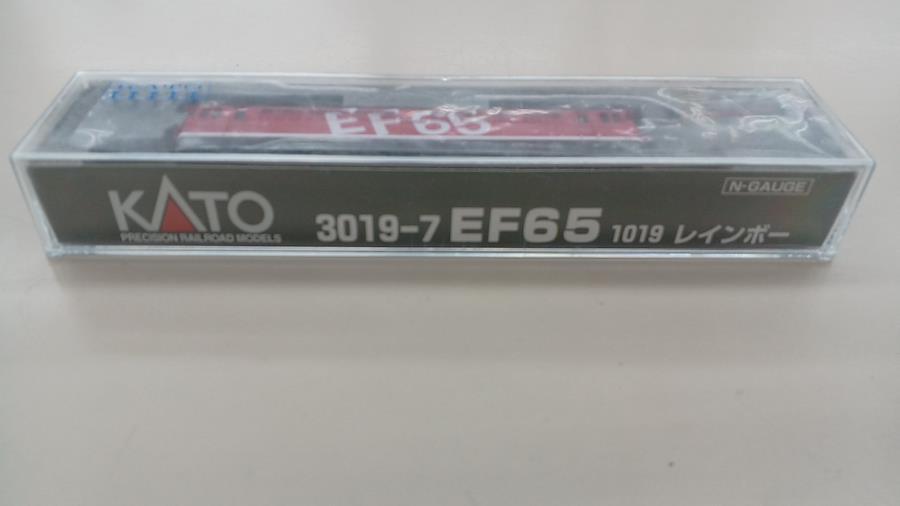 EF65
KATO
PRECISION RAILROAD MODELS
N-GAUGE
3019-7 EF65 1019 レインボー